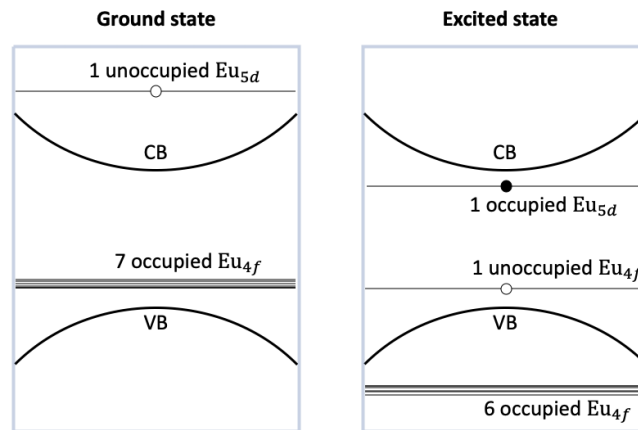 Ground state
1 unoccupied Eu₅d
CB
7 occupied Eu₄f
VB
Excited state
CB
1 occupied Eu₅d
1 unoccupied Eu₄f
VB
6 occupied Eu₄f